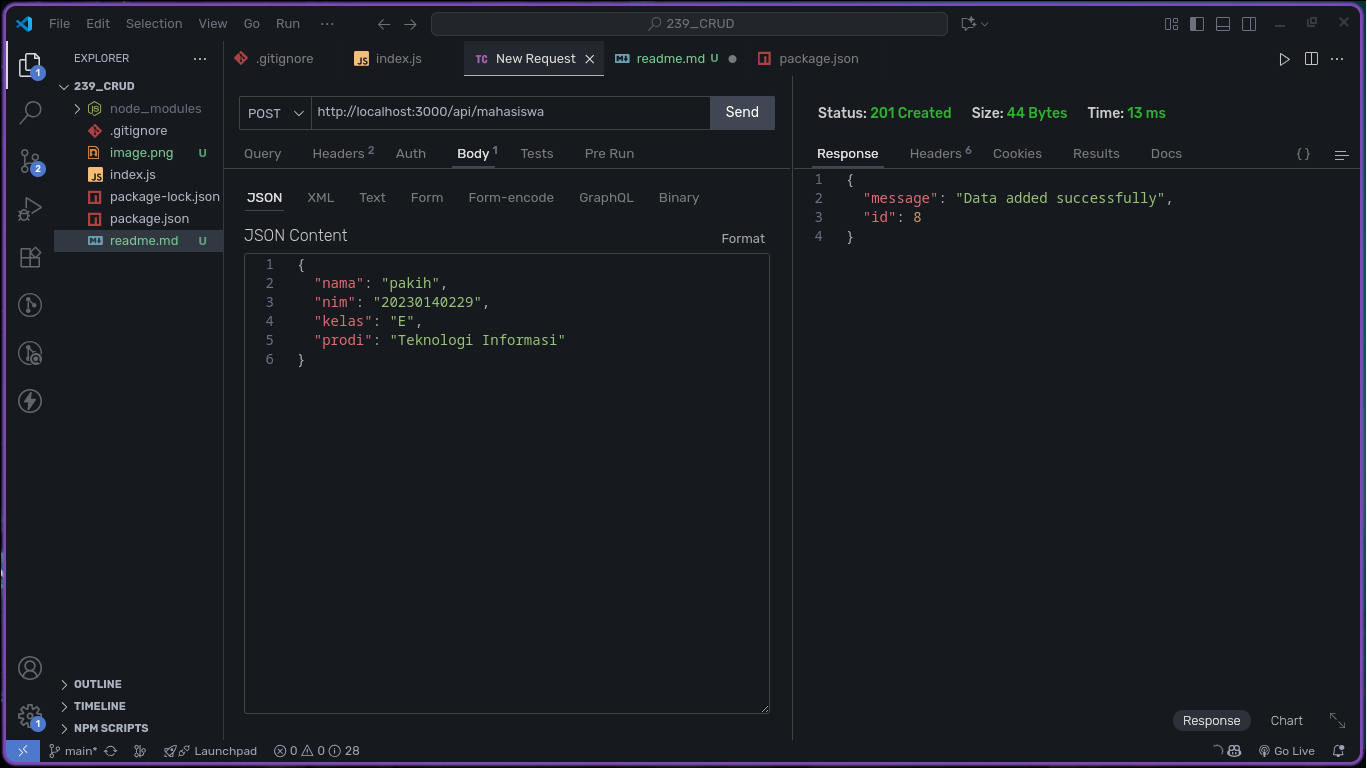 File Edit Selection View Go Run ··· 239_CRUD
EXPLORER ···
239_CRUD
node_modules
.gitignore
image.png U
index.js
package-lock.json
package.json
readme.md U
OUTLINE
TIMELINE
NPM SCRIPTS
1
2
1
.gitignore JS index.js TC New Request readme.md U package.json ···
POST http://localhost:3000/api/mahasiswa Send
Query Headers 2 Auth Body 1 Tests Pre Run
JSON XML Text Form Form-encode GraphQL Binary
JSON Content Format
1 {
2 "nama": "pakih",
3 "nim": "20230140229",
4 "kelas": "E",
5 "prodi": "Teknologi Informasi"
6 }
Status: 201 Created Size: 44 Bytes Time: 13 ms
Response Headers 6 Cookies Results Docs { }
1 {
2 "message": "Data added successfully",
3 "id": 8
4 }
Response Chart
main* Launchpad 0 0 28 Go Live